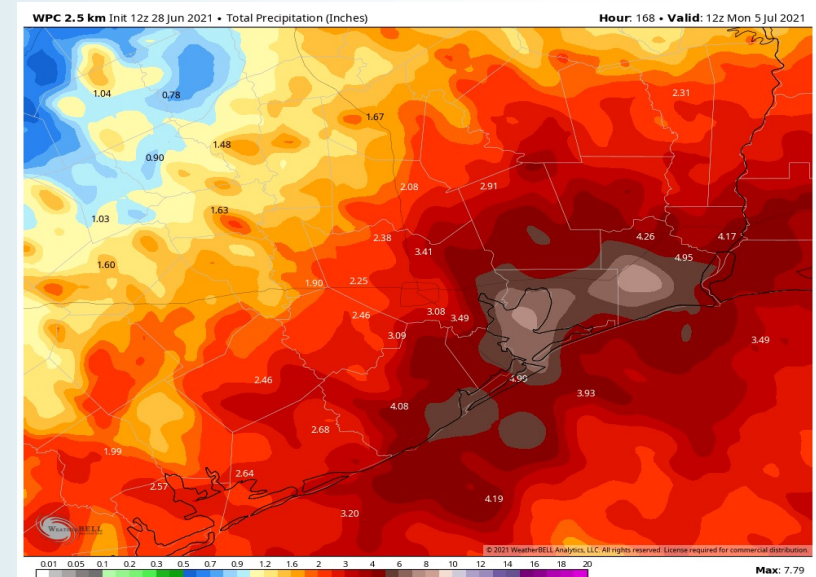 WPC 2.5 km Init 12z 28 Jun 2021 • Total Precipitation (Inches) Hour: 168 • Valid: 12z Mon 5 Jul 2021
1.04 0.78 2.31
1.67
1.48
0.90
2.08 2.91
1.03 1.63
2.38 4.26 4.17
3.41 4.95
1.60
1.90 2.25
2.46 3.08 3.49
3.09 3.49
2.46 4.99 3.93
4.08
2.68
1.99
2.64
2.57 4.19
3.20
WEATHERBELL
© 2021 WeatherBELL Analytics, LLC. All rights reserved. License required for commercial distribution.
0.01 0.05 0.1 0.2 0.3 0.5 0.7 0.9 1.2 1.6 2 3 4 5 6 8 10 12 14 16 18 20 Max: 7.79